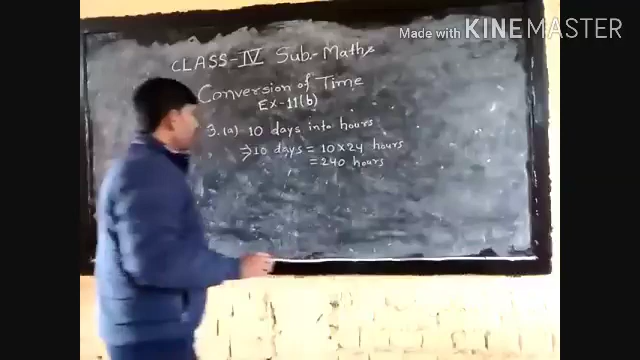 Made with KINEMASTER
CLASS-IV Sub.-Maths
Conversion of Time
EX-11(b)
3.(a) 10 days into hours
⇒10 days = 10×24 hours
= 240 hours